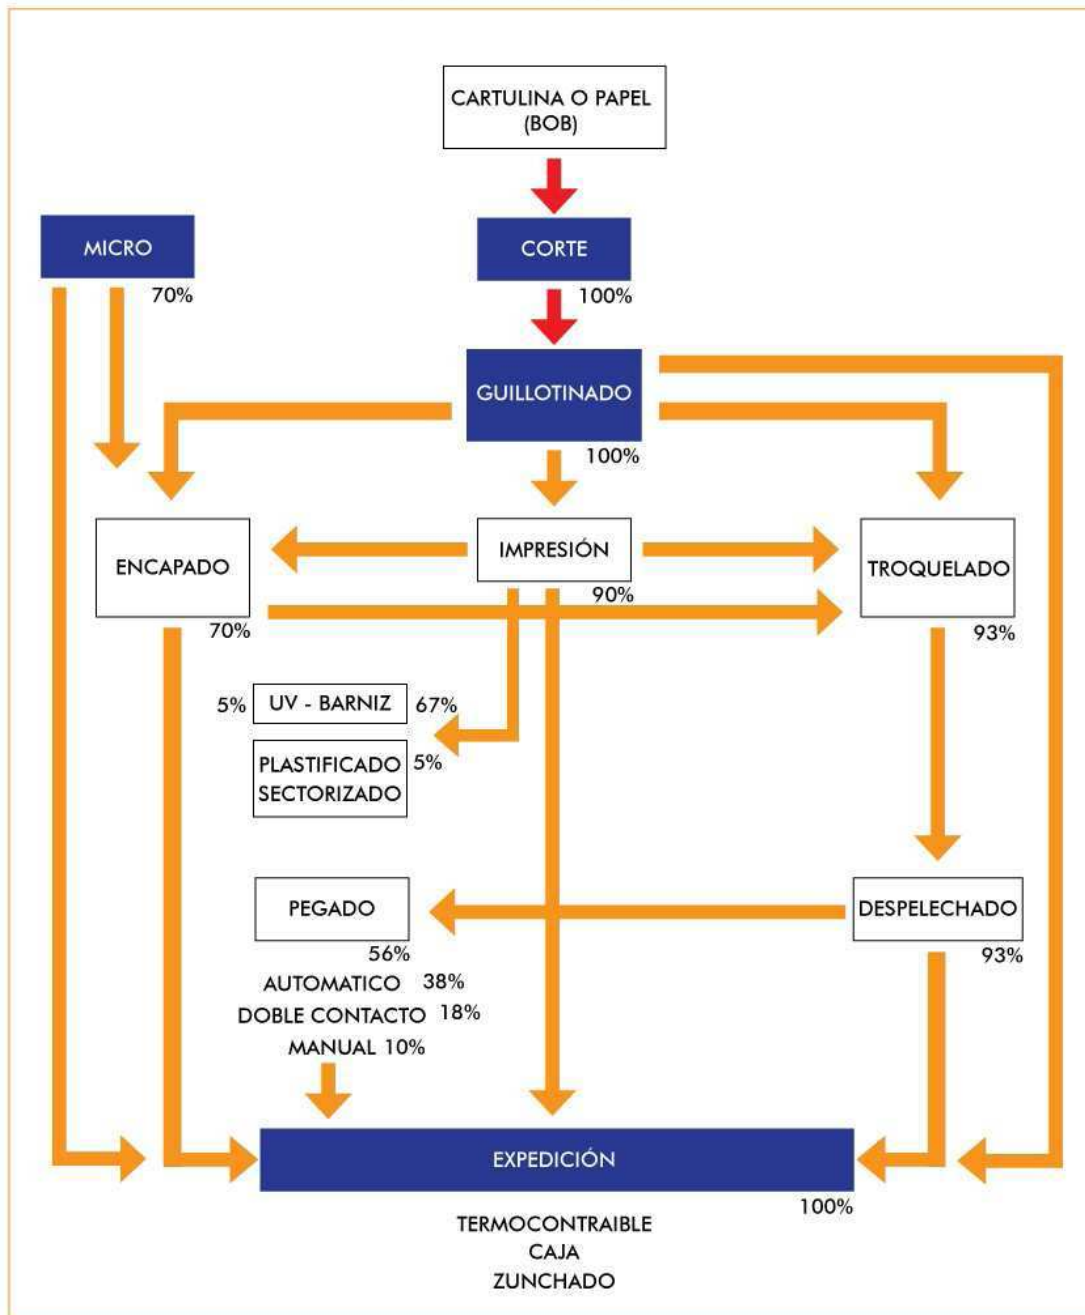 CARTULINA O PAPEL
(BOB)
MICRO
70%
CORTE
100%
GUILLOTINADO
100%
ENCAPADO
70%
IMPRESIÓN
90%
TROQUELADO
93%
5%
UV - BARNIZ
67%
PLASTIFICADO
SECTORIZADO
5%
PEGADO
56%
AUTOMATICO 38%
DOBLE CONTACTO 18%
MANUAL 10%
DESPELECHADO
93%
EXPEDICIÓN
100%
TERMOCONTRAIBLE
CAJA
ZUNCHADO